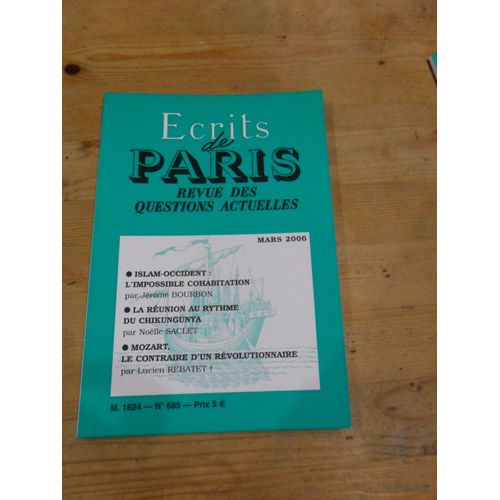 Ecrits
de
PARIS
REVUE DES
QUESTIONS ACTUELLES
MARS 2006
● ISLAM-OCCIDENT :
L'IMPOSSIBLE COHABITATION
par Jérôme BOURBON
● LA RÉUNION AU RYTHME
DU CHIKUNGUNYA
par Noëlle SACLET
● MOZART,
LE CONTRAIRE D'UN RÉVOLUTIONNAIRE
par Lucien REBATET †
M. 1624 — N° 685 — Prix 5 €